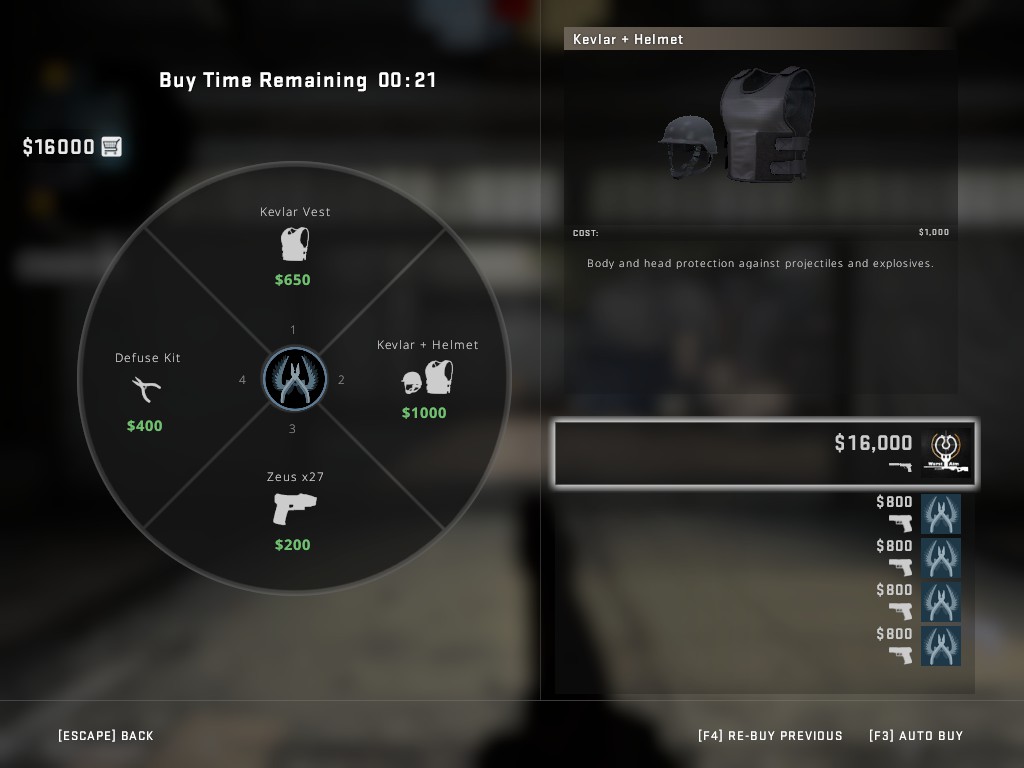 Buy Time Remaining 00:21
$16000
Kevlar Vest
$650
1
Defuse Kit
$400
4
2
Kevlar + Helmet
$1000
3
Zeus x27
$200
Kevlar + Helmet
COST: $1,000
Body and head protection against projectiles and explosives.
$16,000
Worst Aim
$800
$800
$800
$800
[ESCAPE] BACK
[F4] RE-BUY PREVIOUS
[F3] AUTO BUY